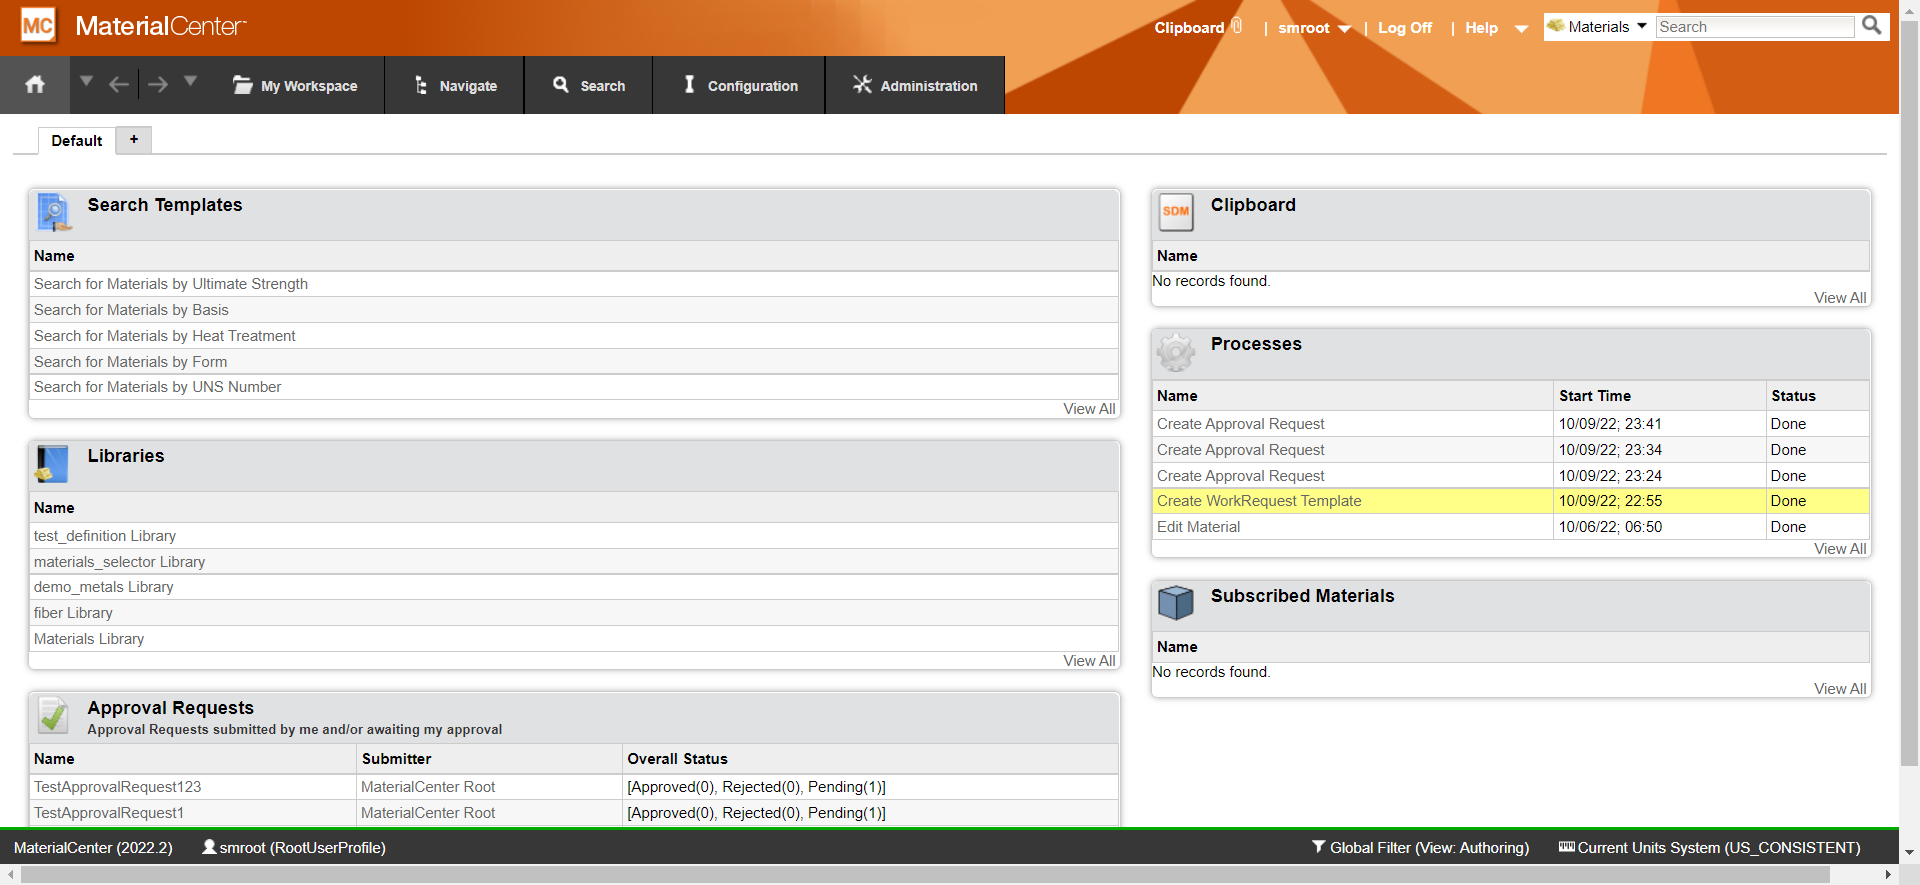 MC MaterialCenter
Clipboard | smroot | Log Off | Help Materials Search
My Workspace Navigate Search Configuration Administration
Default +
Search Templates
Name
Search for Materials by Ultimate Strength
Search for Materials by Basis
Search for Materials by Heat Treatment
Search for Materials by Form
Search for Materials by UNS Number
View All
Libraries
Name
test_definition Library
materials_selector Library
demo_metals Library
fiber Library
Materials Library
View All
Approval Requests
Approval Requests submitted by me and/or awaiting my approval
Name Submitter Overall Status
TestApprovalRequest123 MaterialCenter Root [Approved(0), Rejected(0), Pending(1)]
TestApprovalRequest1 MaterialCenter Root [Approved(0), Rejected(0), Pending(1)]
SDM Clipboard
Name
No records found.
View All
Processes
Name Start Time Status
Create Approval Request 10/09/22; 23:41 Done
Create Approval Request 10/09/22; 23:34 Done
Create Approval Request 10/09/22; 23:24 Done
Create WorkRequest Template 10/09/22; 22:55 Done
Edit Material 10/06/22; 06:50 Done
View All
Subscribed Materials
Name
No records found.
View All
MaterialCenter (2022.2) smroot (RootUserProfile) Global Filter (View: Authoring) Current Units System (US_CONSISTENT)